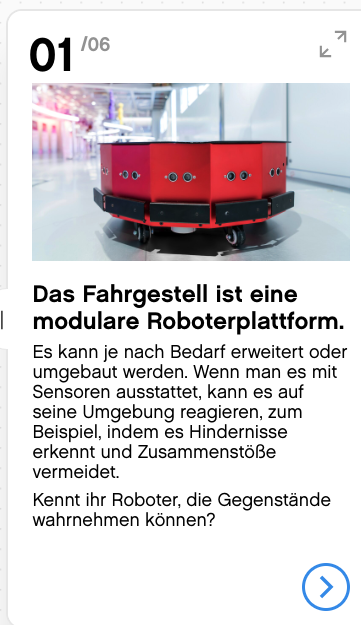 01 /06
Das Fahrgestell ist eine
modulare Roboterplattform.
Es kann je nach Bedarf erweitert oder
umgebaut werden. Wenn man es mit
Sensoren ausstattet, kann es auf
seine Umgebung reagieren, zum
Beispiel, indem es Hindernisse
erkennt und Zusammenstöße
vermeidet.
Kennt ihr Roboter, die Gegenstände
wahrnehmen können?